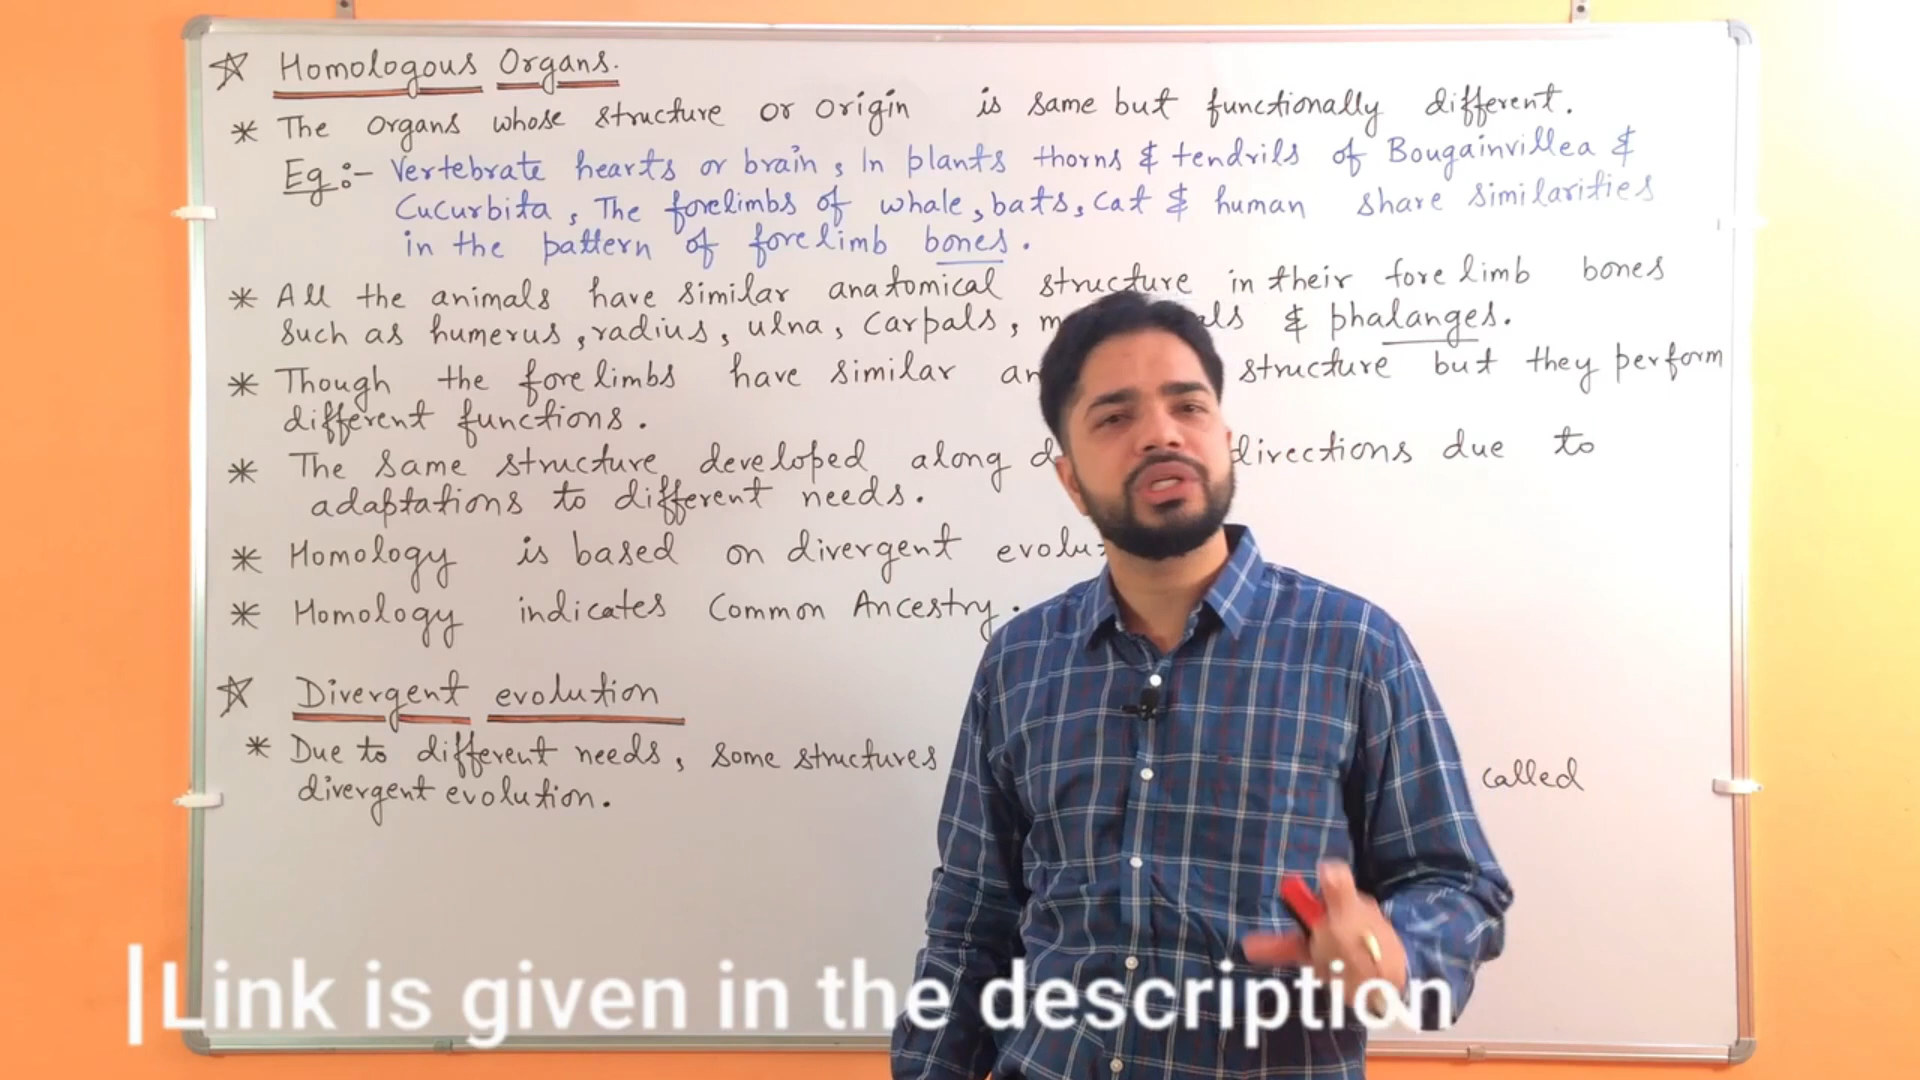 ☆ Homologous Organs.
* The Organs whose structure or origin is same but functionally different.
Eg:- Vertebrate hearts or brain, In plants thorns & tendrils of Bougainvillea &
Cucurbita, The forelimbs of whale, bats, cat & human share similarities
in the pattern of forelimb bones.
* All the animals have similar anatomical structure in their fore limb bones
such as humerus, radius, ulna, carpals, & phalanges.
* Though the fore limbs have similar structure but they perform
different functions.
* The same structure developed along directions due to
adaptations to different needs.
* Homology is based on divergent
* Homology indicates Common Ancestry.
☆ Divergent evolution
* Due to different needs, some structures called
divergent evolution.
Link is given in the description